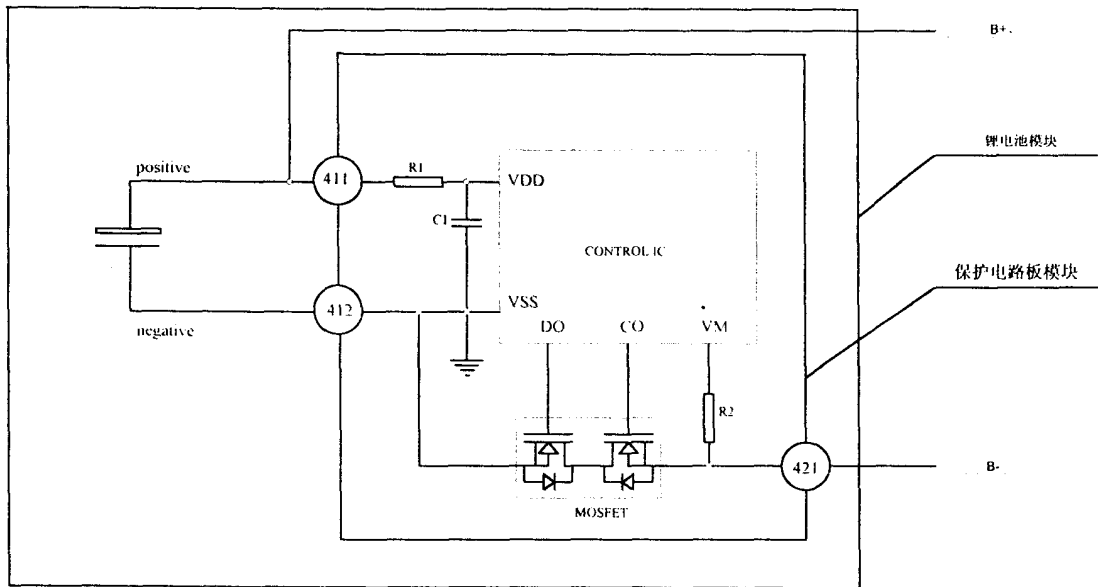 B+
锂电池模块
positive
411
R1
VDD
C1
CONTROL IC
保护电路板模块
412
VSS
negative
DO
CO
VM
R2
421
B-
MOSFET